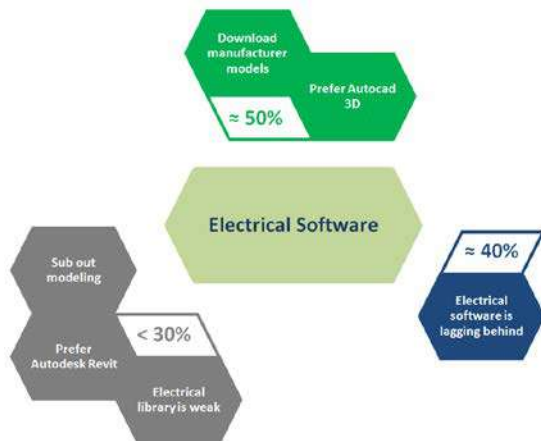 Download
manufacturer
models
≈ 50%
Prefer Autocad
3D
Electrical Software
≈ 40%
Electrical
software is
lagging behind
Sub out
modeling
Prefer
Autodesk Revit
< 30%
Electrical
library is weak